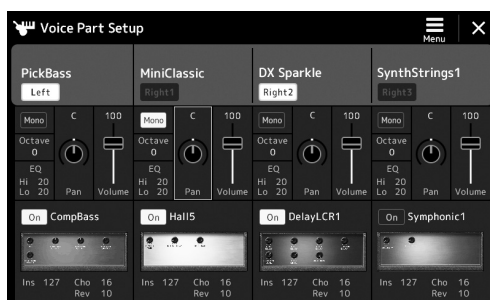 Voice Part Setup
Menu
PickBass MiniClassic DX Sparkle SynthStrings1
Left Right1 Right2 Right3
Mono C 100 Mono C 100 Mono C 100 Mono C 100
Octave Octave Octave Octave
0 0 0 0
EQ EQ EQ EQ
Hi 20 Hi 20 Hi 20 Hi 20
Lo 20 Pan Volume Lo 20 Pan Volume Lo 20 Pan Volume Lo 20 Pan Volume
On CompBass On Hall5 On DelayLCR1 On Symphonic1
Ins 127 Cho 16 Ins 127 Cho 16 Ins 127 Cho 16 Ins 127 Cho 16
Rev 10 Rev 10 Rev 10 Rev 10